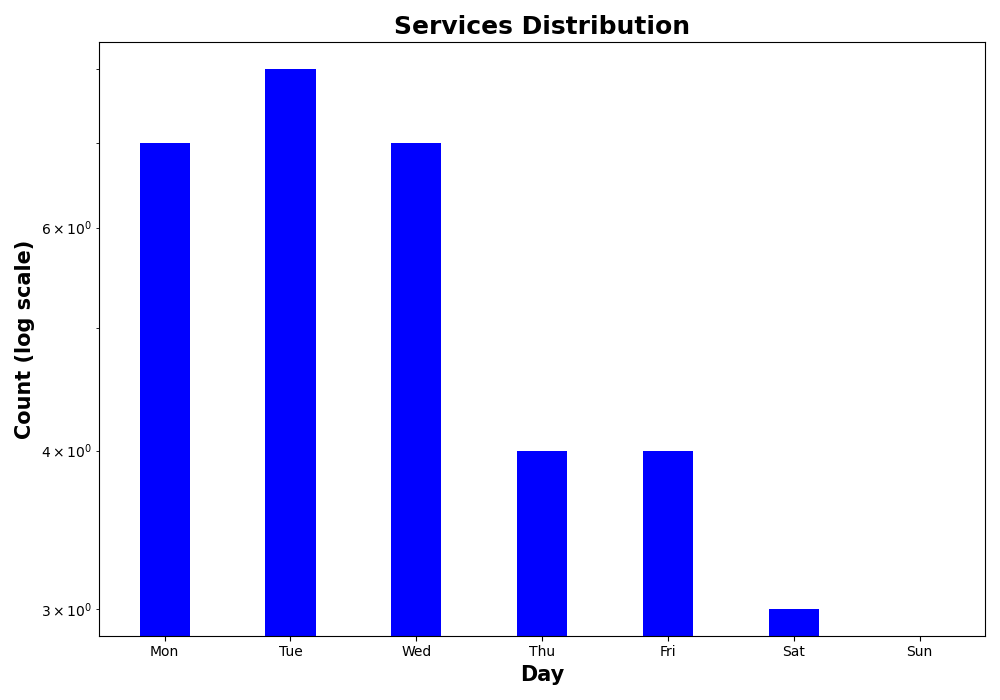 Services Distribution
Count (log scale)
6 × 10⁰
4 × 10⁰
3 × 10⁰
Mon Tue Wed Thu Fri Sat Sun
Day